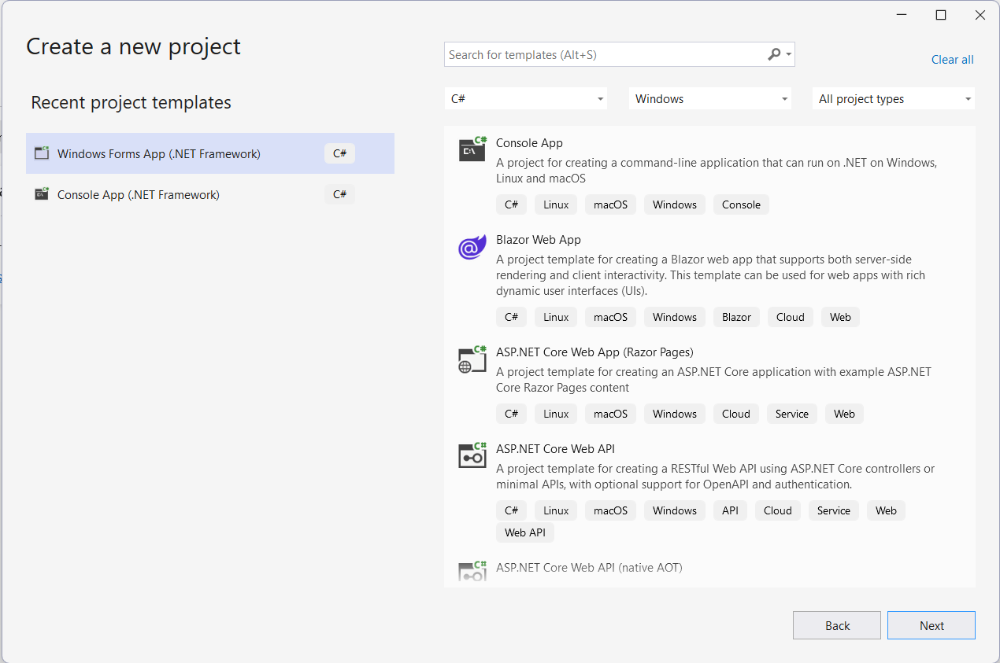 Create a new project
Recent project templates
Windows Forms App (.NET Framework) C#
Console App (.NET Framework) C#
Search for templates (Alt+S)
Clear all
C# Windows All project types
C#
C:\
Console App
A project for creating a command-line application that can run on .NET on Windows,
Linux and macOS
C# Linux macOS Windows Console
@
Blazor Web App
A project template for creating a Blazor web app that supports both server-side
rendering and client interactivity. This template can be used for web apps with rich
dynamic user interfaces (UIs).
C# Linux macOS Windows Blazor Cloud Web
C#
ASP.NET Core Web App (Razor Pages)
A project template for creating an ASP.NET Core application with example ASP.NET
Core Razor Pages content
C# Linux macOS Windows Cloud Service Web
C#
ASP.NET Core Web API
A project template for creating a RESTful Web API using ASP.NET Core controllers or
minimal APIs, with optional support for OpenAPI and authentication.
C# Linux macOS Windows API Cloud Service Web
Web API
C#
ASP.NET Core Web API (native AOT)
Back Next